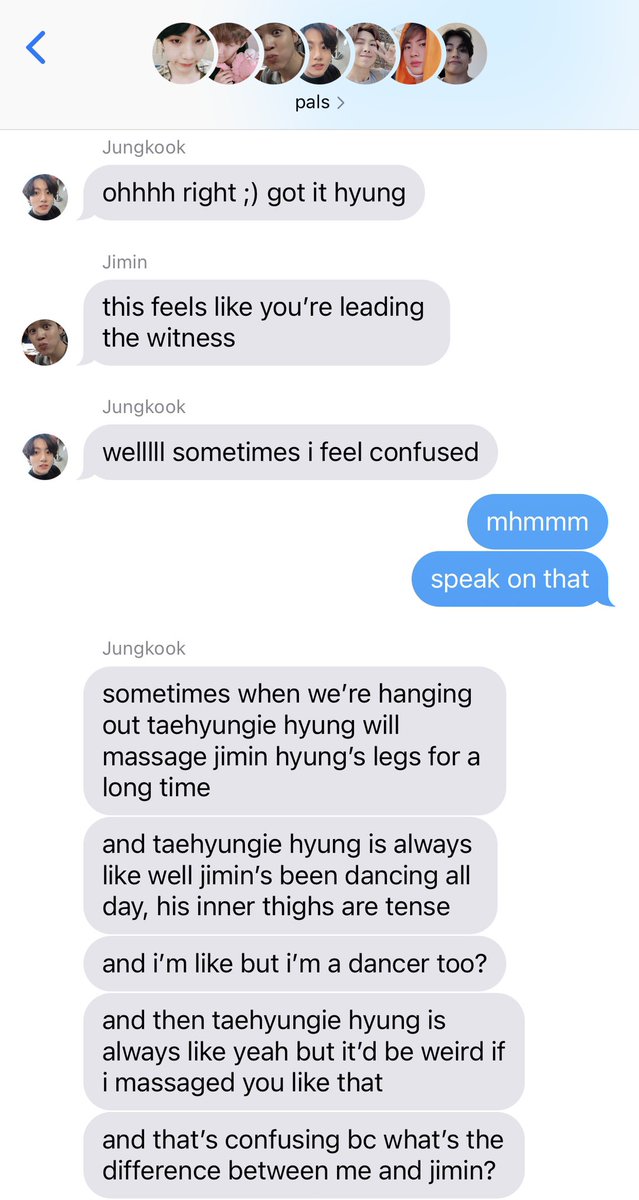 pals
Jungkook
ohhhh right ;) got it hyung
Jimin
this feels like you’re leading
the witness
Jungkook
welllll sometimes i feel confused
mhmmm
speak on that
Jungkook
sometimes when we’re hanging
out taehyungie hyung will
massage jimin hyung’s legs for a
long time
and taehyungie hyung is always
like well jimin’s been dancing all
day, his inner thighs are tense
and i’m like but i’m a dancer too?
and then taehyungie hyung is
always like yeah but it’d be weird if
i massaged you like that
and that’s confusing bc what’s the
difference between me and jimin?